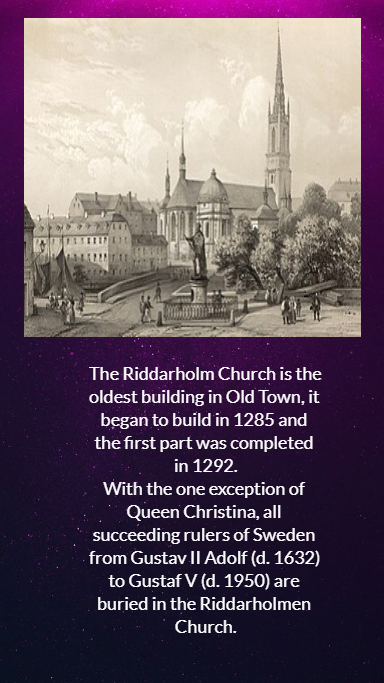 The Riddarholm Church is the
oldest building in Old Town, it
began to build in 1285 and
the first part was completed
in 1292.
With the one exception of
Queen Christina, all
succeeding rulers of Sweden
from Gustav II Adolf (d. 1632)
to Gustaf V (d. 1950) are
buried in the Riddarholmen
Church.